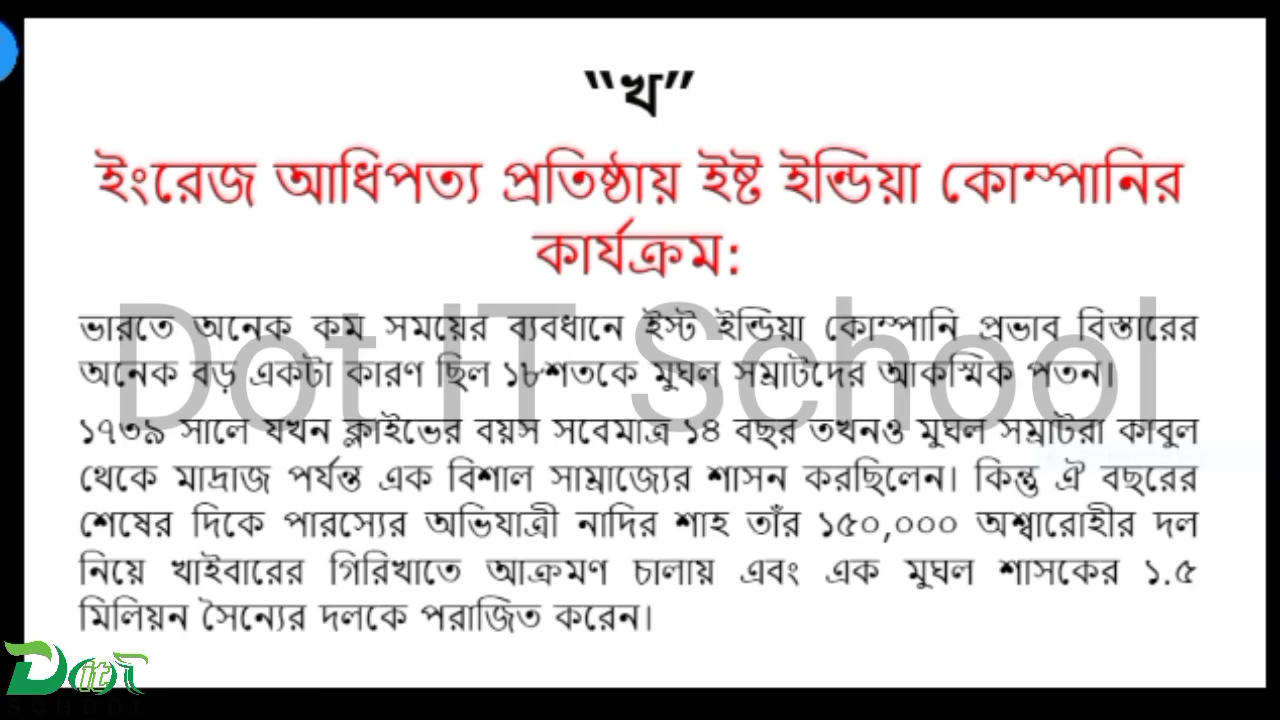 “খ”
ইংরেজ আধিপত্য প্রতিষ্ঠায় ইষ্ট ইন্ডিয়া কোম্পানির
কার্যক্রম:
ভারতে অনেক কম সময়ের ব্যবধানে ইস্ট ইন্ডিয়া কোম্পানি প্রভাব বিস্তারের
অনেক বড় একটা কারণ ছিল ১৮শতকে মুঘল সম্রাটদের আকস্মিক পতন।
১৭৩৯ সালে যখন ক্লাইভের বয়স সবেমাত্র ১৪ বছর তখনও মুঘল সম্রাটরা কাবুল
থেকে মাদ্রাজ পর্যন্ত এক বিশাল সাম্রাজ্যের শাসন করছিলেন। কিন্তু ঐ বছরের
শেষের দিকে পারস্যের অভিযাত্রী নাদির শাহ তাঁর ১৫০,০০০ অশ্বারোহীর দল
নিয়ে খাইবারের গিরিখাতে আক্রমণ চালায় এবং এক মুঘল শাসকের ১.৫
মিলিয়ন সৈন্যের দলকে পরাজিত করেন।
Dot IT School
Dot it
SCHOOL